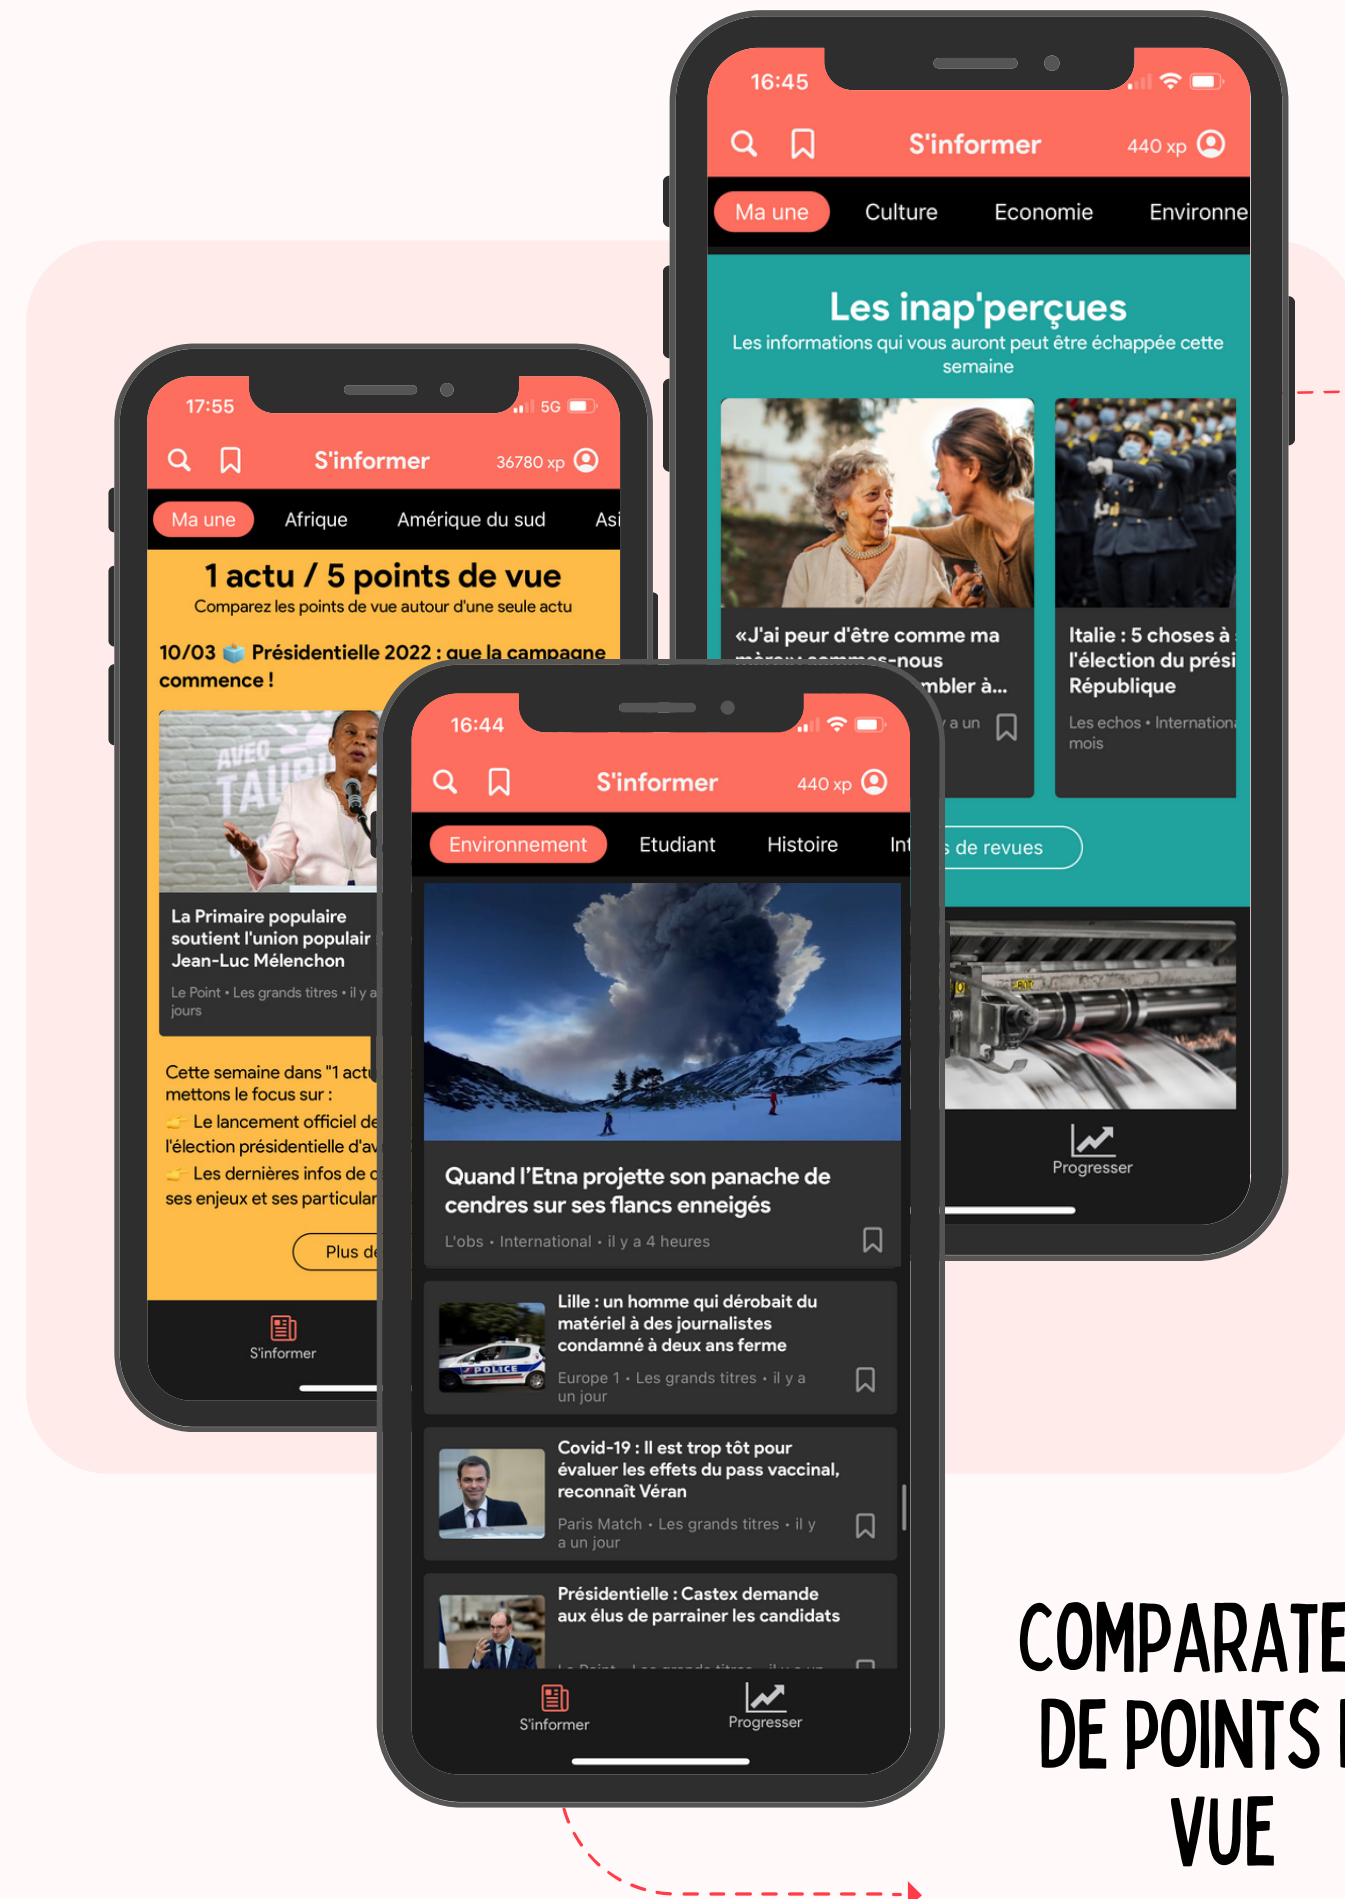 16:45
S'informer
440 xp
Ma une
Culture
Economie
Environne
Les inap'perçues
Les informations qui vous auront peut être échappée cette
semaine
«J'ai peur d'être comme ma
sommes-nous
à...
y a un
Italie : 5 choses à
l'élection du prési
République
Les echos • Internationa
mois
de revues
Progresser
17:55
5G
S'informer
36780 xp
Ma une
Afrique
Amérique du sud
Asi
1 actu / 5 points de vue
Comparez les points de vue autour d'une seule actu
10/03 Présidentielle 2022 : que la campagne
commence !
AVEC
TAUBI
La Primaire populaire
soutient l'union populair
Jean-Luc Mélenchon
Le Point • Les grands titres • il y a
jours
Cette semaine dans "1 actu
mettons le focus sur :
👉 Le lancement officiel de
l'élection présidentielle d'av
👉 Les dernières infos de c
ses enjeux et ses particular
Plus de
S'informer
16:44
S'informer
440 xp
Environnement
Etudiant
Histoire
Int
Quand l'Etna projette son panache de
cendres sur ses flancs enneigés
L'obs • International • il y a 4 heures
POLICE
Lille : un homme qui dérobait du
matériel à des journalistes
condamné à deux ans ferme
Europe 1 • Les grands titres • il y a
un jour
Covid-19 : Il est trop tôt pour
évaluer les effets du pass vaccinal,
reconnaît Véran
Paris Match • Les grands titres • il y
a un jour
Présidentielle : Castex demande
aux élus de parrainer les candidats
S'informer
Progresser
COMPARATE
DE POINTS
VUE